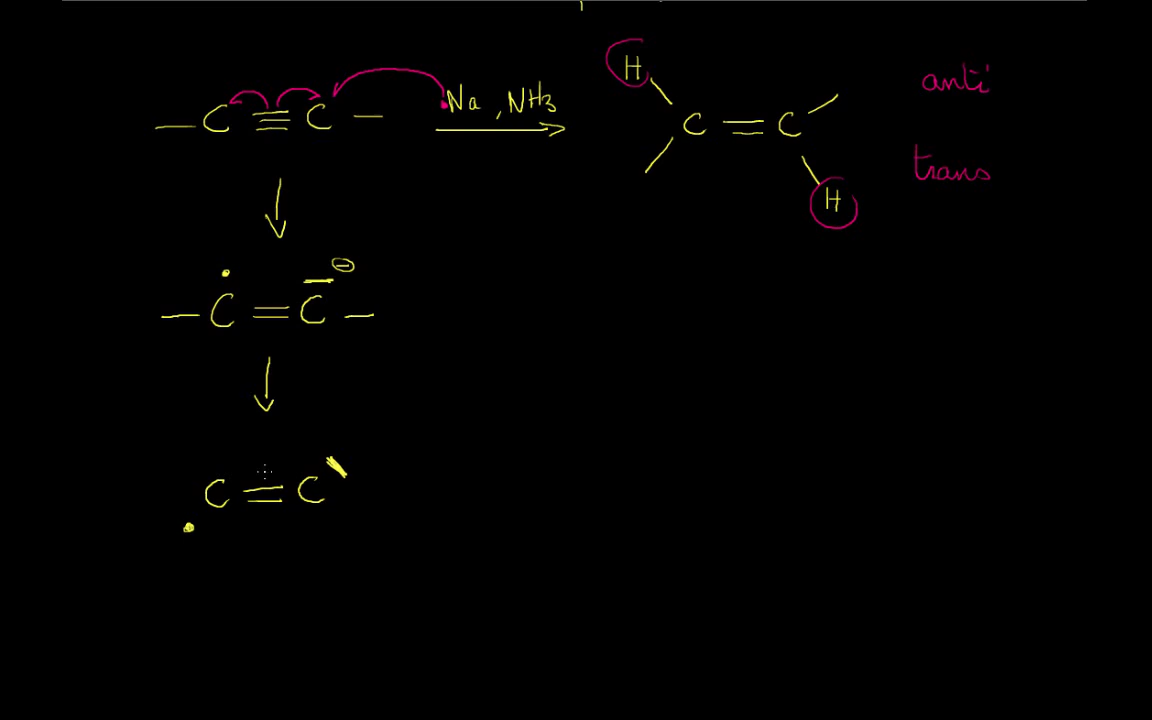 — C ≡ C — Na , NH3
H
C = C
H
anti
trans
— C = C — ⊖
C = C